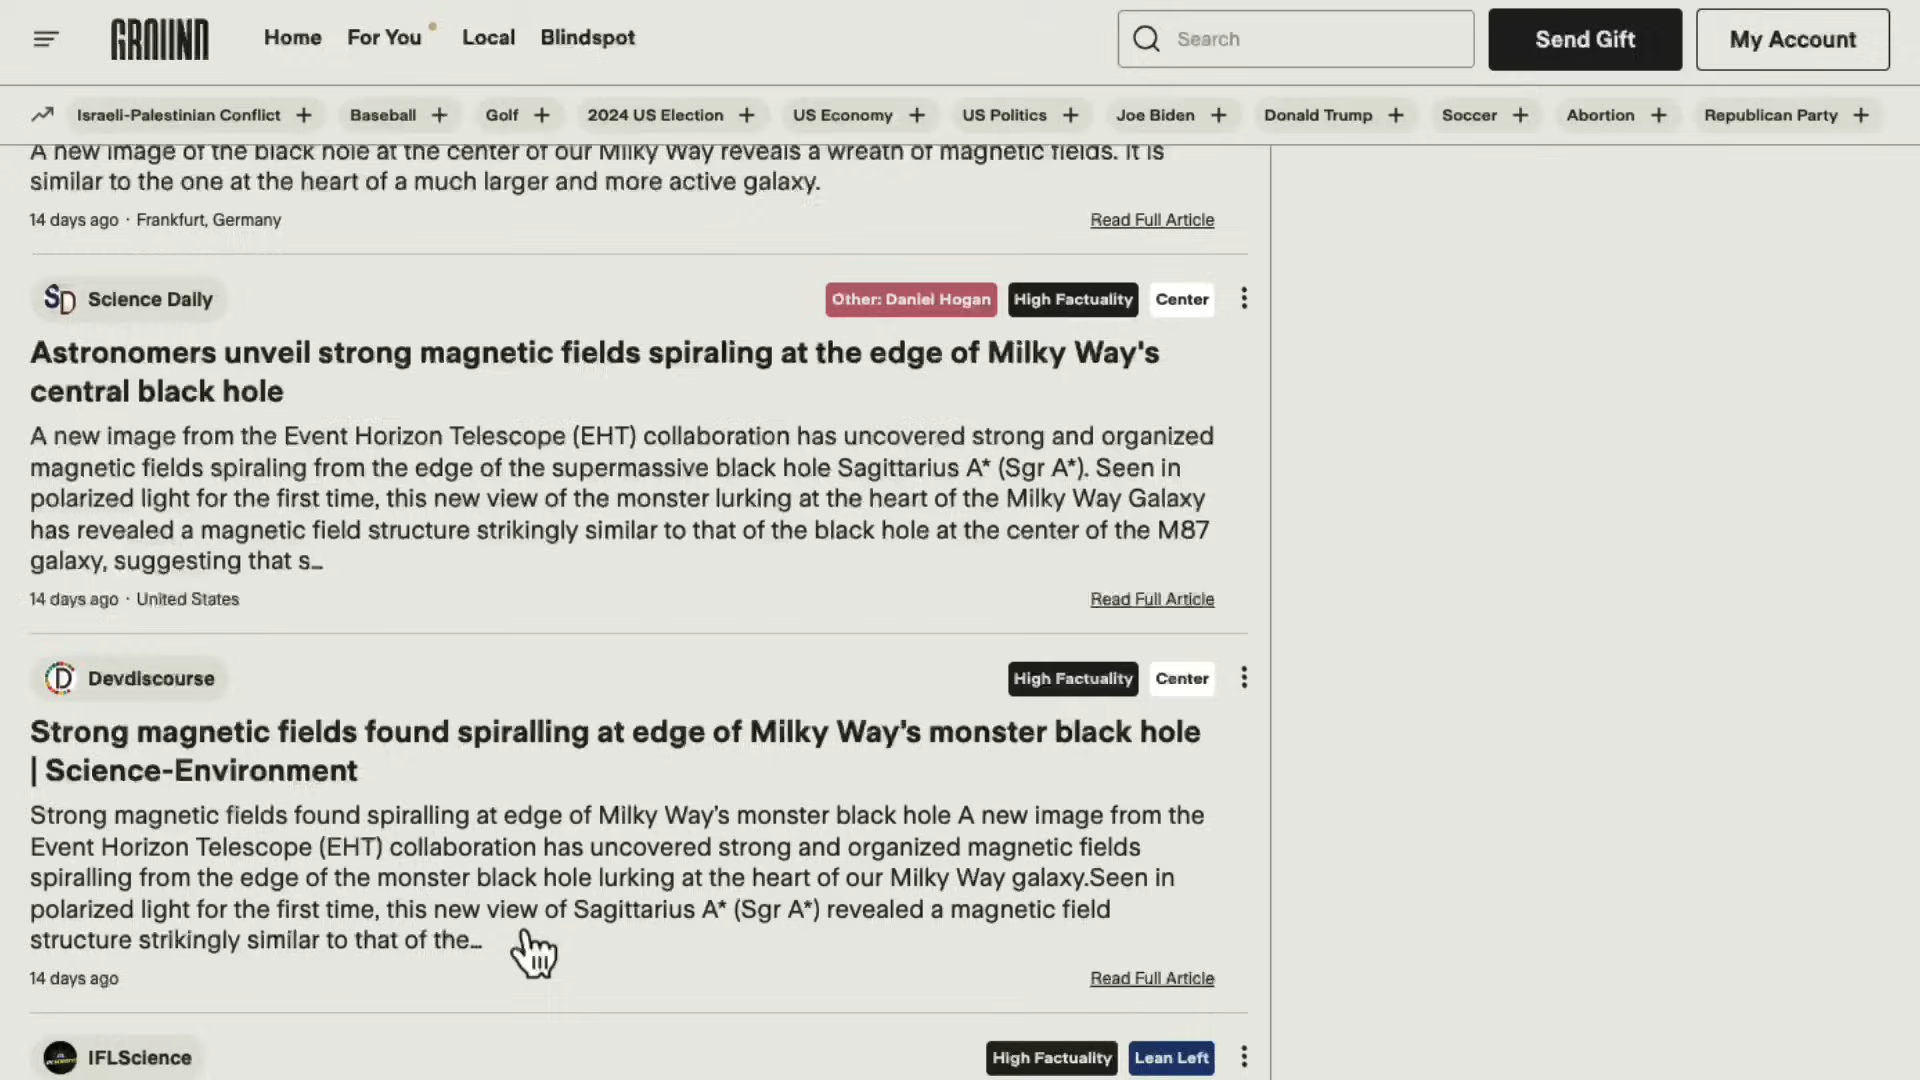 GROUND
Home
For You
Local
Blindspot
Search
Send Gift
My Account
Israeli-Palestinian Conflict +
Baseball +
Golf +
2024 US Election +
US Economy +
US Politics +
Joe Biden +
Donald Trump +
Soccer +
Abortion +
Republican Party +
A new image of the black hole at the center of our Milky Way reveals a wreath of magnetic fields. It is
similar to the one at the heart of a much larger and more active galaxy.
14 days ago · Frankfurt, Germany
Read Full Article
SD Science Daily
Other: Daniel Hogan
High Factuality
Center
Astronomers unveil strong magnetic fields spiraling at the edge of Milky Way's
central black hole
A new image from the Event Horizon Telescope (EHT) collaboration has uncovered strong and organized
magnetic fields spiraling from the edge of the supermassive black hole Sagittarius A* (Sgr A*). Seen in
polarized light for the first time, this new view of the monster lurking at the heart of the Milky Way Galaxy
has revealed a magnetic field structure strikingly similar to that of the black hole at the center of the M87
galaxy, suggesting that s...
14 days ago · United States
Read Full Article
D Devdiscourse
High Factuality
Center
Strong magnetic fields found spiralling at edge of Milky Way's monster black hole
| Science-Environment
Strong magnetic fields found spiralling at edge of Milky Way's monster black hole A new image from the
Event Horizon Telescope (EHT) collaboration has uncovered strong and organized magnetic fields
spiralling from the edge of the monster black hole lurking at the heart of our Milky Way galaxy.Seen in
polarized light for the first time, this new view of Sagittarius A* (Sgr A*) revealed a magnetic field
structure strikingly similar to that of the...
14 days ago
Read Full Article
IFLScience
High Factuality
Lean Left